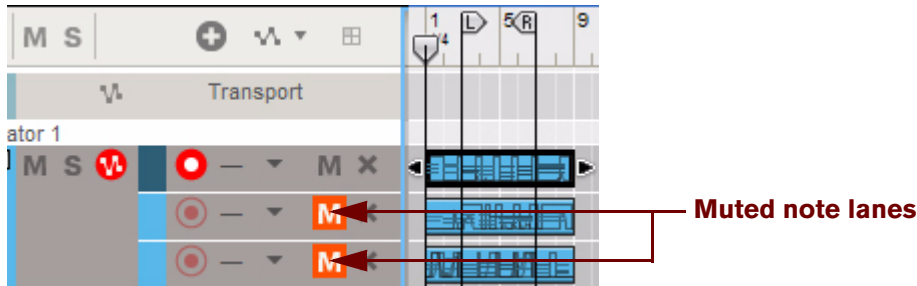 M S 1 L 5 R 9
/4
Transport
ator 1
M S M
M Muted note lanes
M